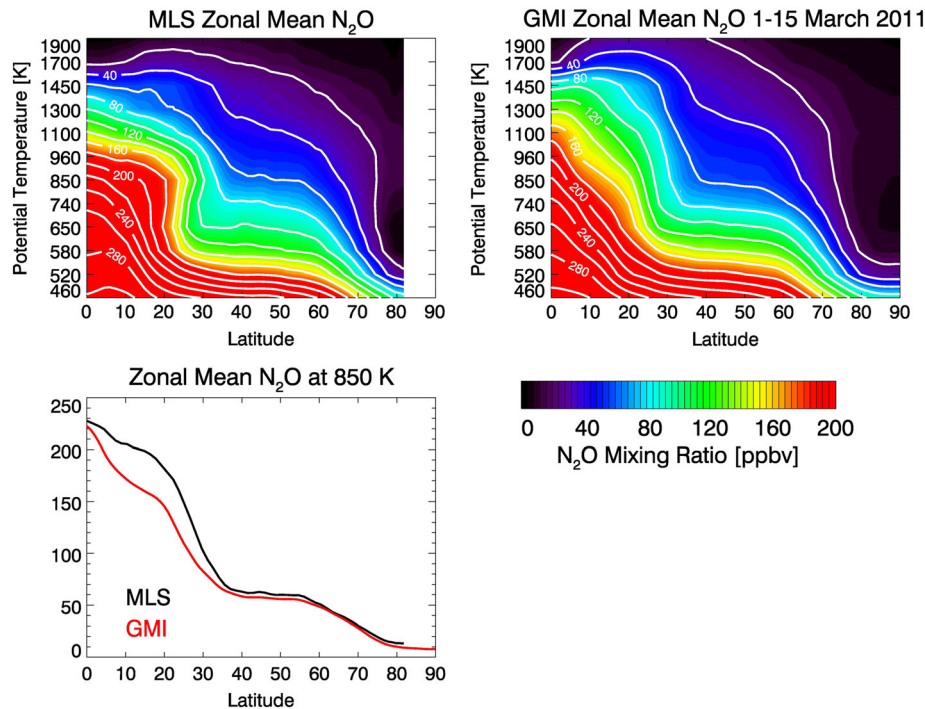 MLS Zonal Mean N₂O
Potential Temperature [K]
1900
1700
1450
1300
1100
960
850
740
650
580
520
460
40
80
120
160
200
240
280
0 10 20 30 40 50 60 70 80 90
Latitude
GMI Zonal Mean N₂O 1-15 March 2011
Potential Temperature [K]
1900
1700
1450
1300
1100
960
850
740
650
580
520
460
40
80
120
160
200
240
280
0 10 20 30 40 50 60 70 80 90
Latitude
Zonal Mean N₂O at 850 K
250
200
150
100
50
0
MLS
GMI
0 10 20 30 40 50 60 70 80 90
Latitude
0 40 80 120 160 200
N₂O Mixing Ratio [ppbv]